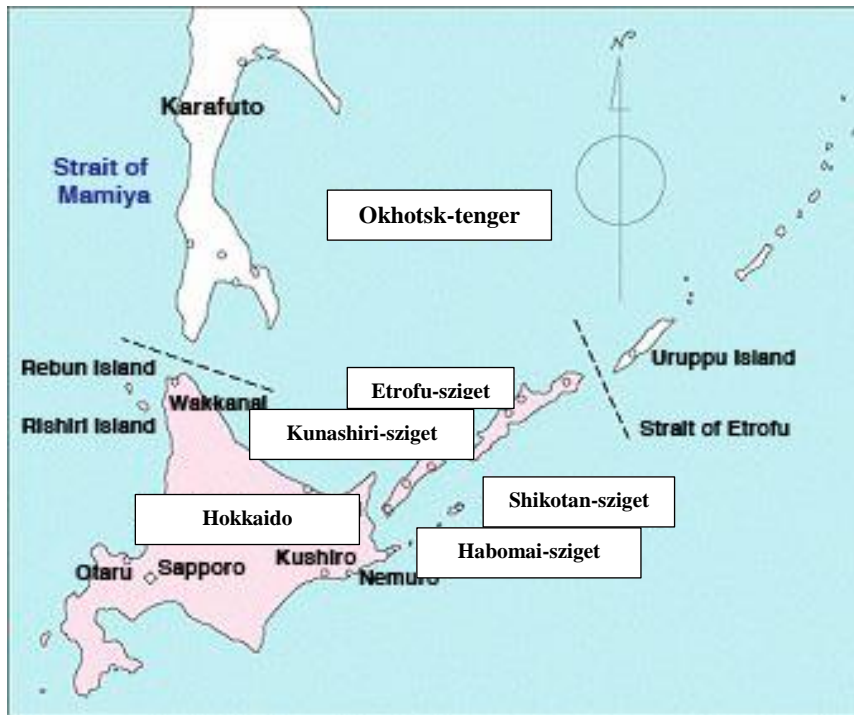 N
Karafuto
Strait of
Mamiya
Okhotsk-tenger
Rebun Island
Uruppu Island
Etrofu-sziget
Wakkanai
Rishiri Island
Kunashiri-sziget
Strait of Etrofu
Shikotan-sziget
Hokkaido
Habomai-sziget
Kushiro
Otaru
Sapporo
Nemuro